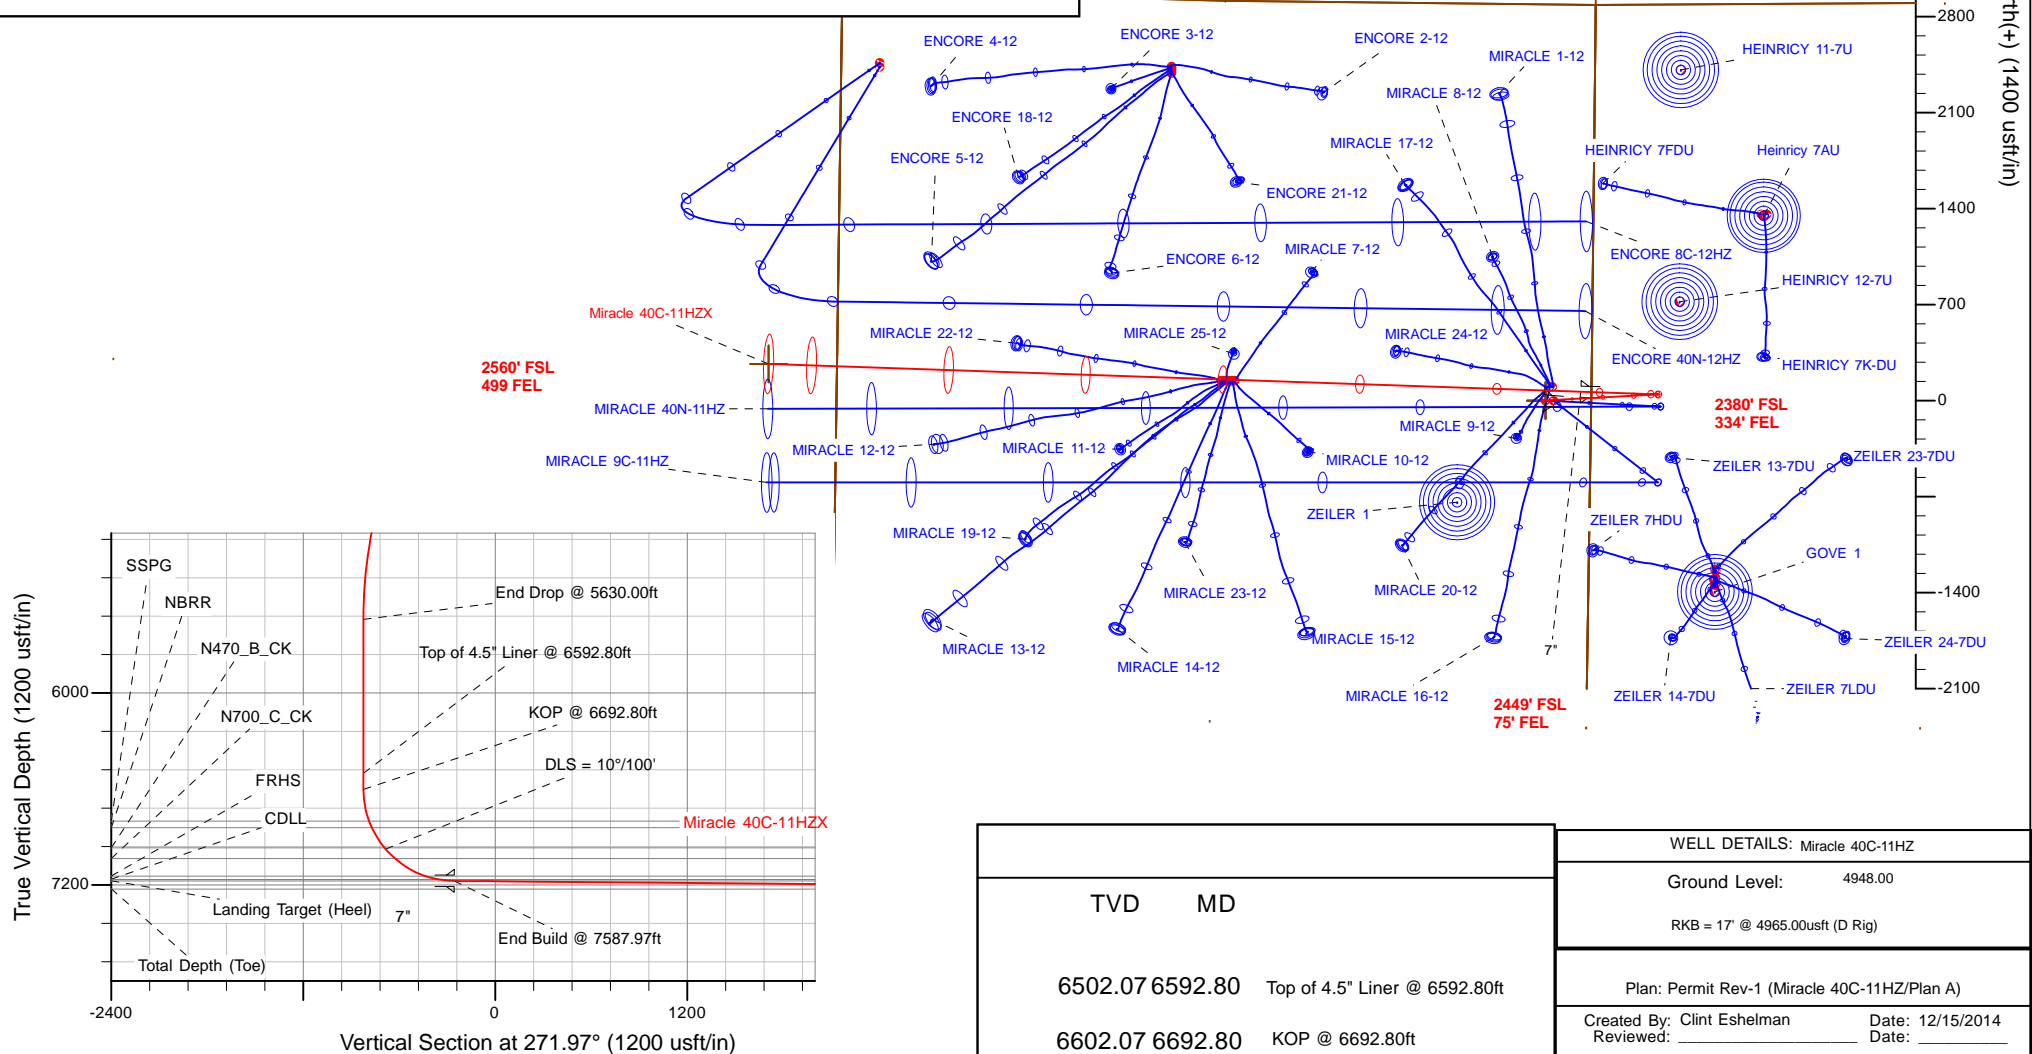 ENCORE 4-12
ENCORE 3-12
ENCORE 2-12
MIRACLE 1-12
HEINRICY 11-7U
MIRACLE 8-12
ENCORE 18-12
MIRACLE 17-12
HEINRICY 7FDU
Heinricy 7AU
ENCORE 5-12
ENCORE 21-12
MIRACLE 7-12
ENCORE 8C-12HZ
ENCORE 6-12
HEINRICY 12-7U
Miracle 40C-11HZX
MIRACLE 22-12
MIRACLE 25-12
MIRACLE 24-12
ENCORE 40N-12HZ
HEINRICY 7K-DU
2560' FSL
499 FEL
MIRACLE 40N-11HZ
2380' FSL
334' FEL
MIRACLE 9-12
MIRACLE 12-12
MIRACLE 11-12
MIRACLE 10-12
MIRACLE 9C-11HZ
ZEILER 13-7DU
ZEILER 23-7DU
ZEILER 1
ZEILER 7HDU
MIRACLE 19-12
GOVE 1
MIRACLE 23-12
MIRACLE 20-12
MIRACLE 13-12
MIRACLE 14-12
MIRACLE 15-12
7"
ZEILER 24-7DU
MIRACLE 16-12
ZEILER 14-7DU
ZEILER 7LDU
2449' FSL
75' FEL
2800
2100
1400
700
0
-1400
-2100
rth(+) (1400 usft/in)
SSPG
NBRR
N470_B_CK
N700_C_CK
FRHS
CDLL
Landing Target (Heel)
7"
Total Depth (Toe)
End Drop @ 5630.00ft
Top of 4.5" Liner @ 6592.80ft
KOP @ 6692.80ft
DLS = 10°/100'
Miracle 40C-11HZX
End Build @ 7587.97ft
6000
7200
True Vertical Depth (1200 usft/in)
-2400
0
1200
Vertical Section at 271.97° (1200 usft/in)
TVD MD
6502.07 6592.80 Top of 4.5" Liner @ 6592.80ft
6602.07 6692.80 KOP @ 6692.80ft
WELL DETAILS: Miracle 40C-11HZ
Ground Level: 4948.00
RKB = 17' @ 4965.00usft (D Rig)
Plan: Permit Rev-1 (Miracle 40C-11HZ/Plan A)
Created By: Clint Eshelman Date: 12/15/2014
Reviewed: ____________________ Date: ___________